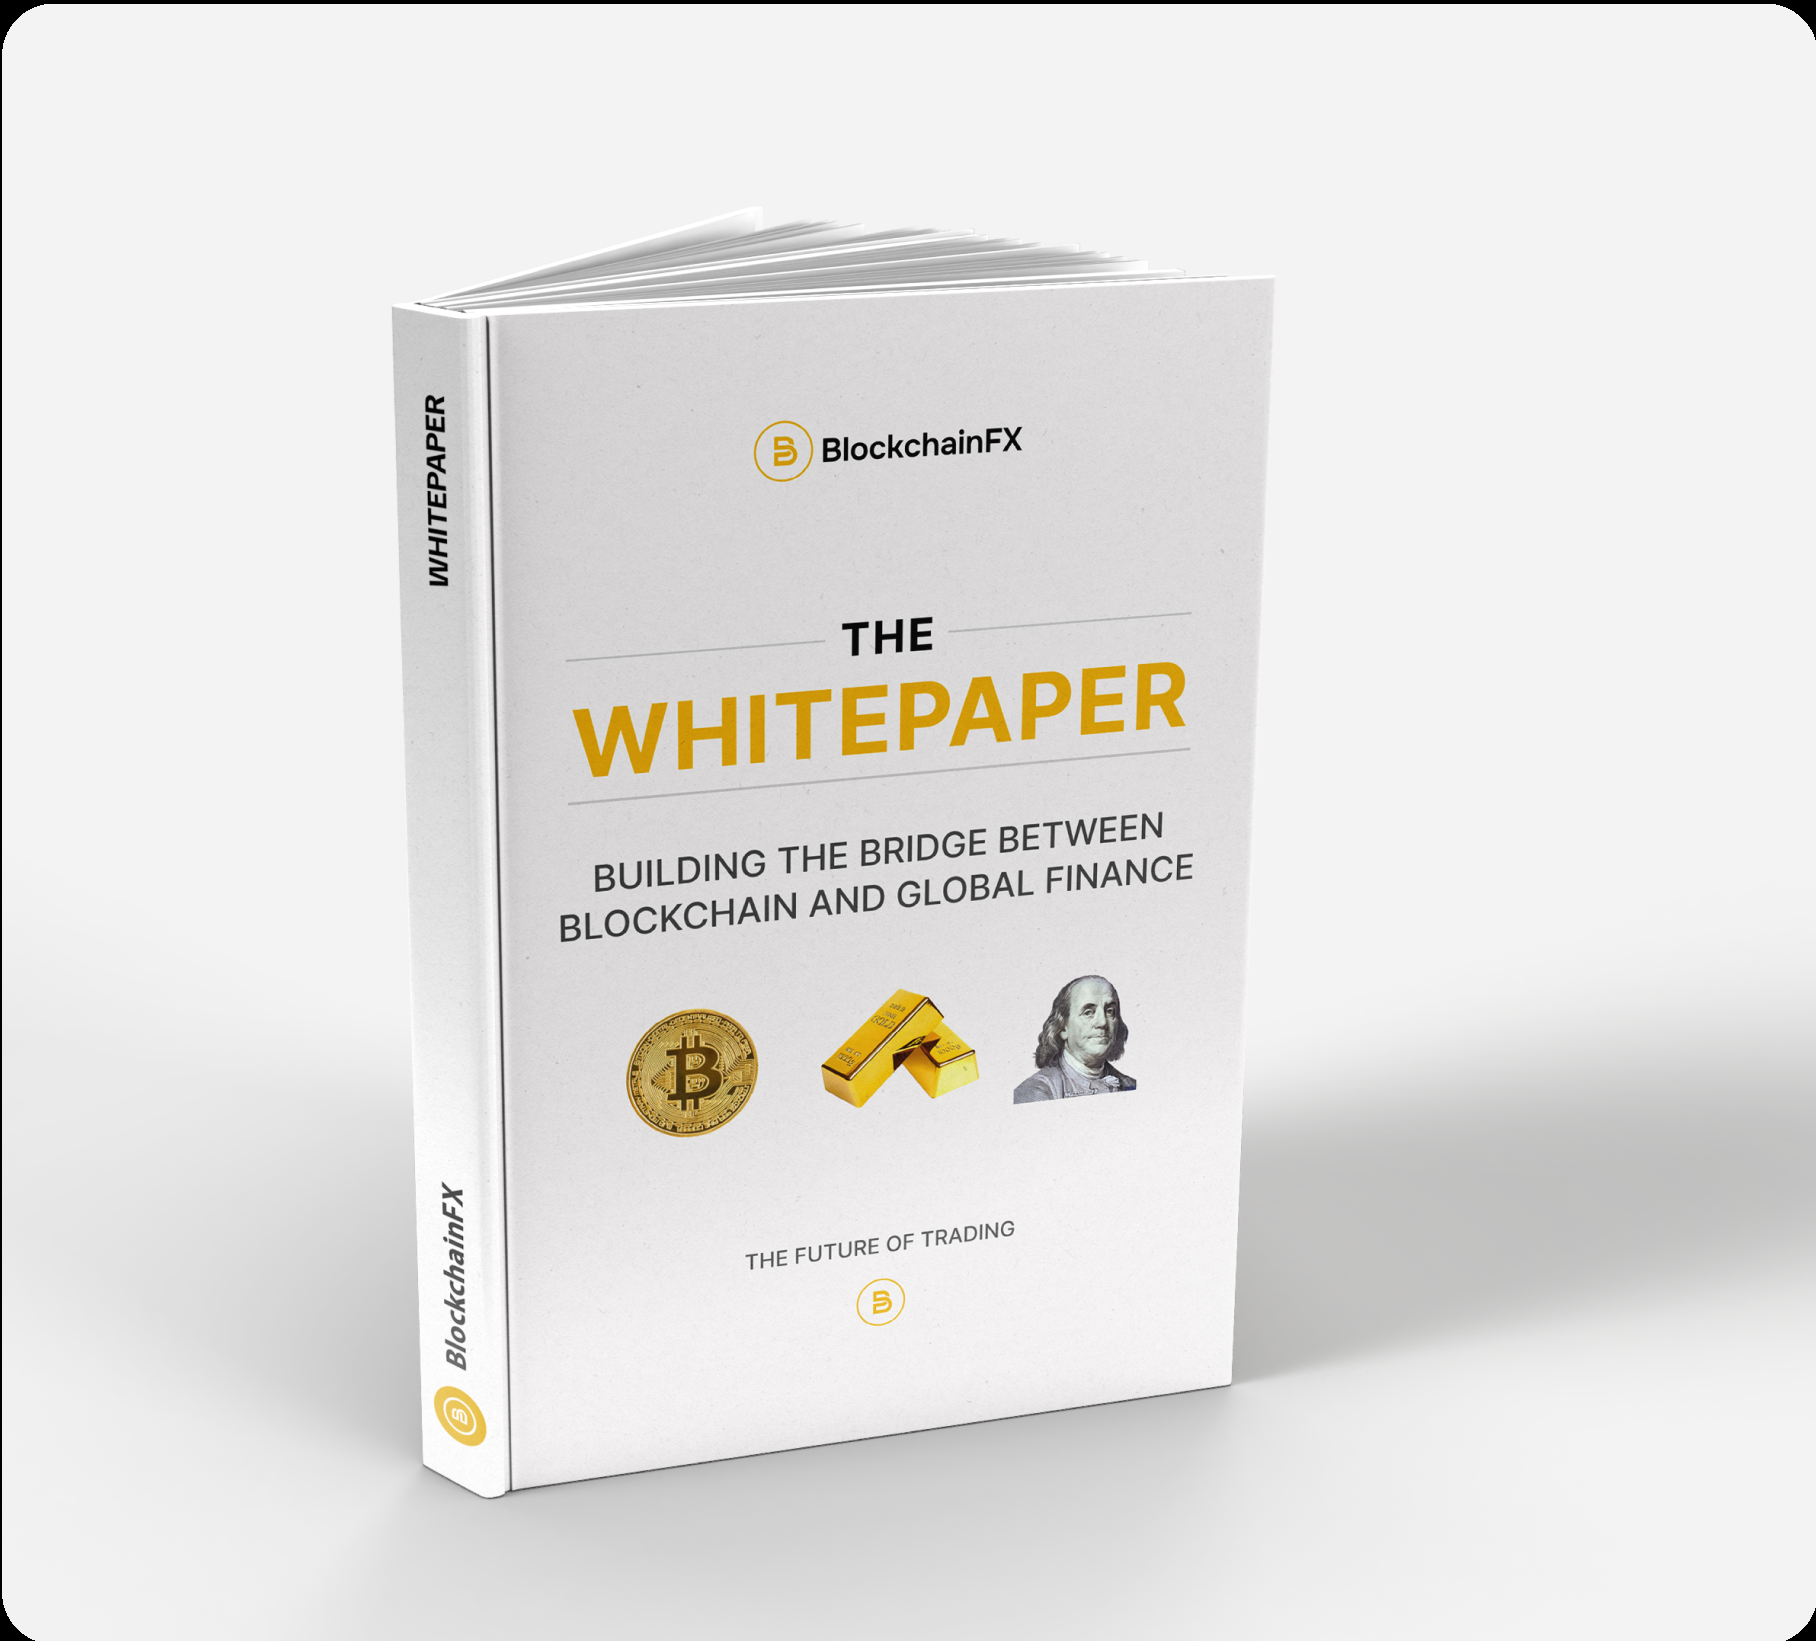 WHITEPAPER
BlockchainFX
BlockchainFX
THE
WHITEPAPER
BUILDING THE BRIDGE BETWEEN
BLOCKCHAIN AND GLOBAL FINANCE
THE FUTURE OF TRADING